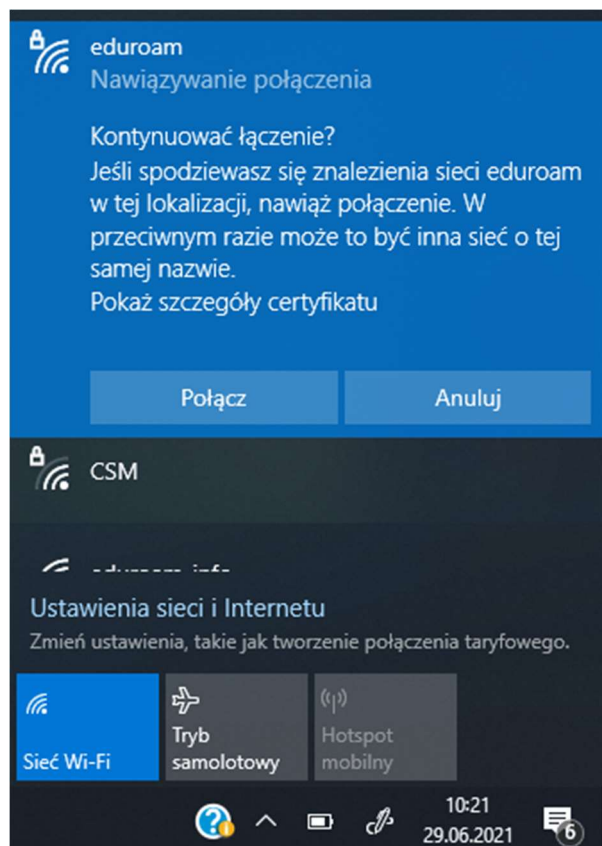 eduroam
Nawiązywanie połączenia
Kontynuować łączenie?
Jeśli spodziewasz się znalezienia sieci eduroam
w tej lokalizacji, nawiąż połączenie. W
przeciwnym razie może to być inna sieć o tej
samej nazwie.
Pokaż szczegóły certyfikatu
Połącz Anuluj
CSM
Ustawienia sieci i Internetu
Zmień ustawienia, takie jak tworzenie połączenia taryfowego.
Sieć Wi-Fi
Tryb
samolotowy
Hotspot
mobilny
10:21
29.06.2021
6